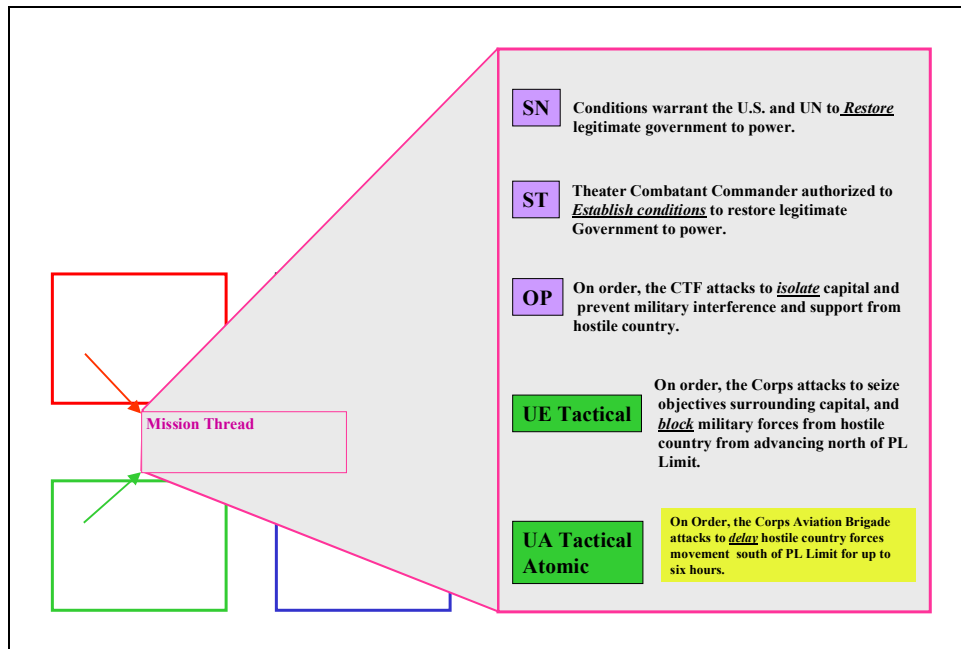 SN
Conditions warrant the U.S. and UN to Restore
legitimate government to power.
ST
Theater Combatant Commander authorized to
Establish conditions to restore legitimate
Government to power.
OP
On order, the CTF attacks to isolate capital and
prevent military interference and support from
hostile country.
Mission Thread
UE Tactical
On order, the Corps attacks to seize
objectives surrounding capital, and
block military forces from hostile
country from advancing north of PL
Limit.
UA Tactical
Atomic
On Order, the Corps Aviation Brigade
attacks to delay hostile country forces
movement south of PL Limit for up to
six hours.